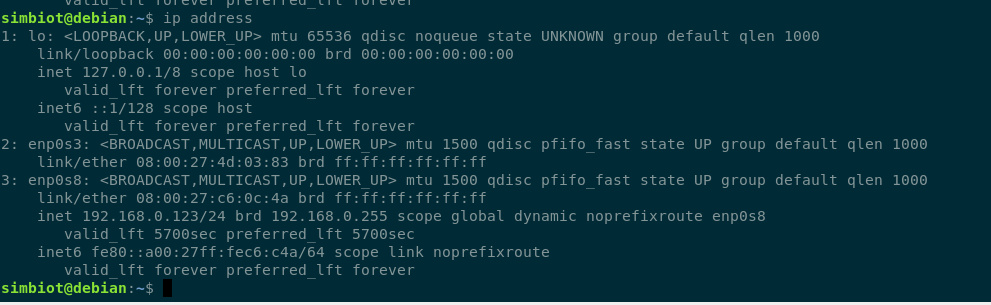 valid_lft forever preferred_lft forever
simbiot@debian:~$ ip address
1: lo: <LOOPBACK,UP,LOWER_UP> mtu 65536 qdisc noqueue state UNKNOWN group default qlen 1000
    link/loopback 00:00:00:00:00:00 brd 00:00:00:00:00:00
    inet 127.0.0.1/8 scope host lo
       valid_lft forever preferred_lft forever
    inet6 ::1/128 scope host
       valid_lft forever preferred_lft forever
2: enp0s3: <BROADCAST,MULTICAST,UP,LOWER_UP> mtu 1500 qdisc pfifo_fast state UP group default qlen 1000
    link/ether 08:00:27:4d:03:83 brd ff:ff:ff:ff:ff:ff
3: enp0s8: <BROADCAST,MULTICAST,UP,LOWER_UP> mtu 1500 qdisc pfifo_fast state UP group default qlen 1000
    link/ether 08:00:27:c6:0c:4a brd ff:ff:ff:ff:ff:ff
    inet 192.168.0.123/24 brd 192.168.0.255 scope global dynamic noprefixroute enp0s8
       valid_lft 5700sec preferred_lft 5700sec
    inet6 fe80::a00:27ff:fec6:c4a/64 scope link noprefixroute
       valid_lft forever preferred_lft forever
simbiot@debian:~$